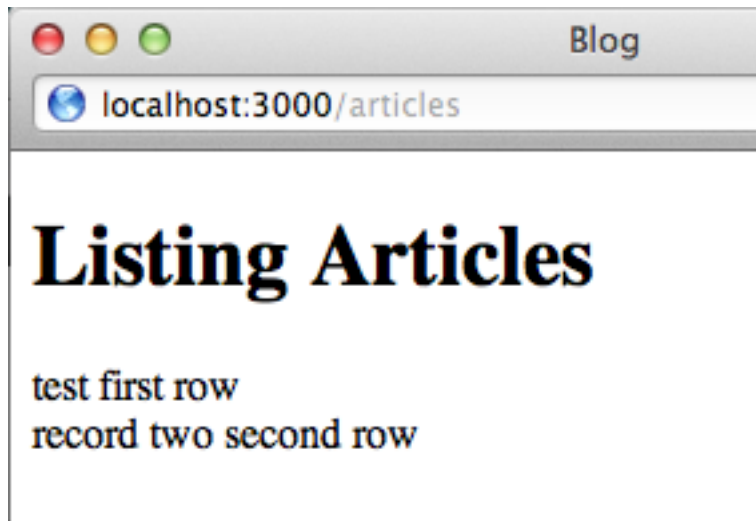 Blog
localhost:3000/articles
Listing Articles
test first row
record two second row